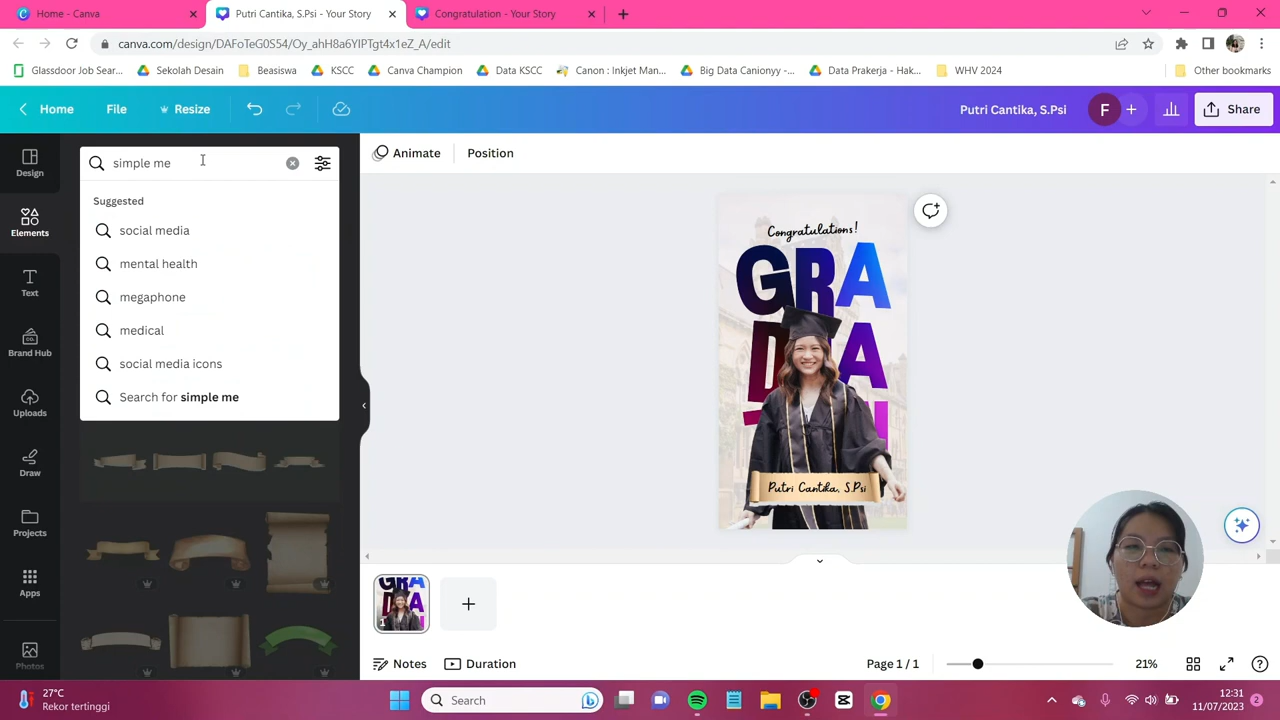 Home - Canva
Putri Cantika, S.Psi - Your Story
Congratulation - Your Story
canva.com/design/DAFoTeG0S54/Oy_ahH8a6YIPTgt4x1eZ_A/edit
Glassdoor Job Sear...
Sekolah Desain
Beasiswa
KSCC
Canva Champion
Data KSCC
Canon : Inkjet Man...
Big Data Canionyy -...
Data Prakerja - Hak...
WHV 2024
Other bookmarks
Home
File
Resize
Putri Cantika, S.Psi
F
Share
Design
Elements
Text
Brand Hub
Uploads
Draw
Projects
Apps
Photos
simple me
Suggested
social media
mental health
megaphone
medical
social media icons
Search for simple me
Animate
Position
Congratulations!
GRA
Putri Cantika, S.Psi
1
Notes
Duration
Page 1 / 1
21%
27°C
Rekor tertinggi
Search
12:31
11/07/2023
2